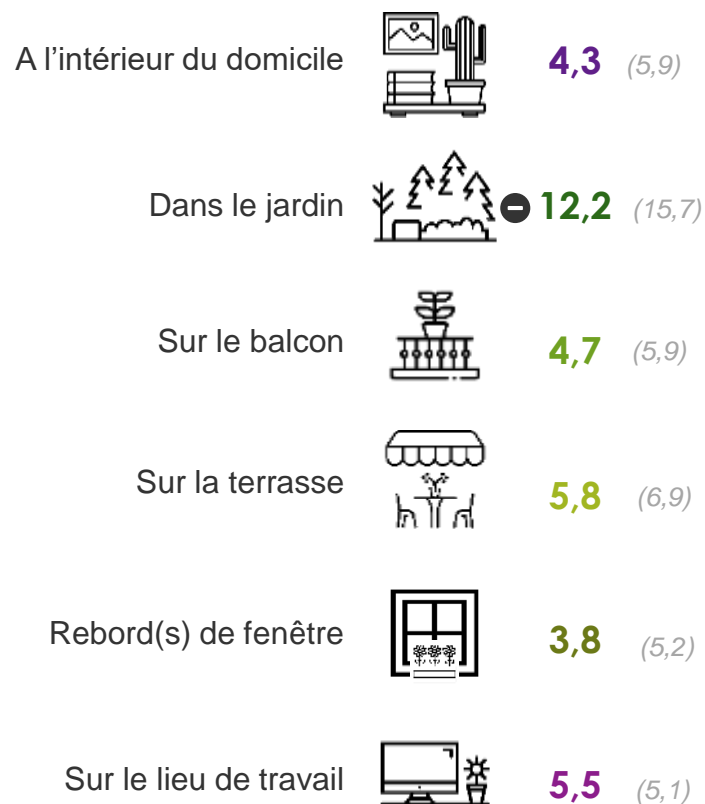 A l’intérieur du domicile 4,3 (5,9)
Dans le jardin 12,2 (15,7)
Sur le balcon 4,7 (5,9)
Sur la terrasse 5,8 (6,9)
Rebord(s) de fenêtre 3,8 (5,2)
Sur le lieu de travail 5,5 (5,1)